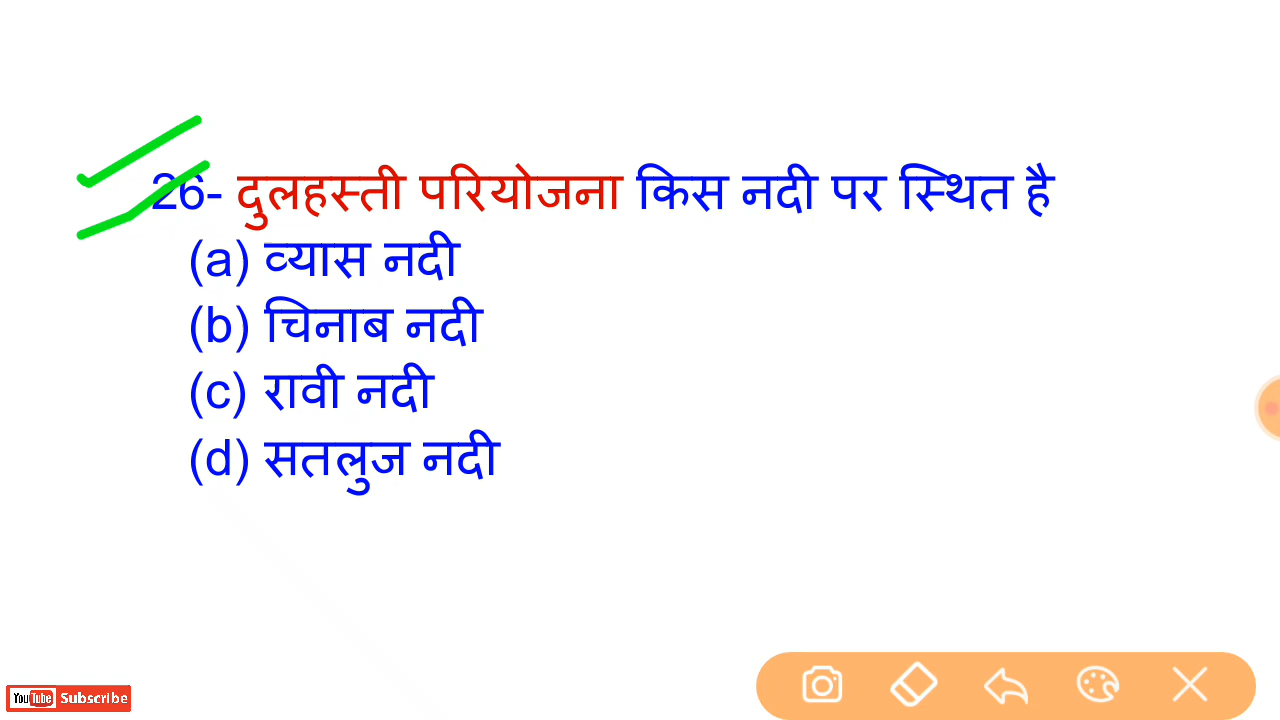 26- दुलहस्ती परियोजना किस नदी पर स्थित है
(a) व्यास नदी
(b) चिनाब नदी
(c) रावी नदी
(d) सतलुज नदी
YouTube Subscribe